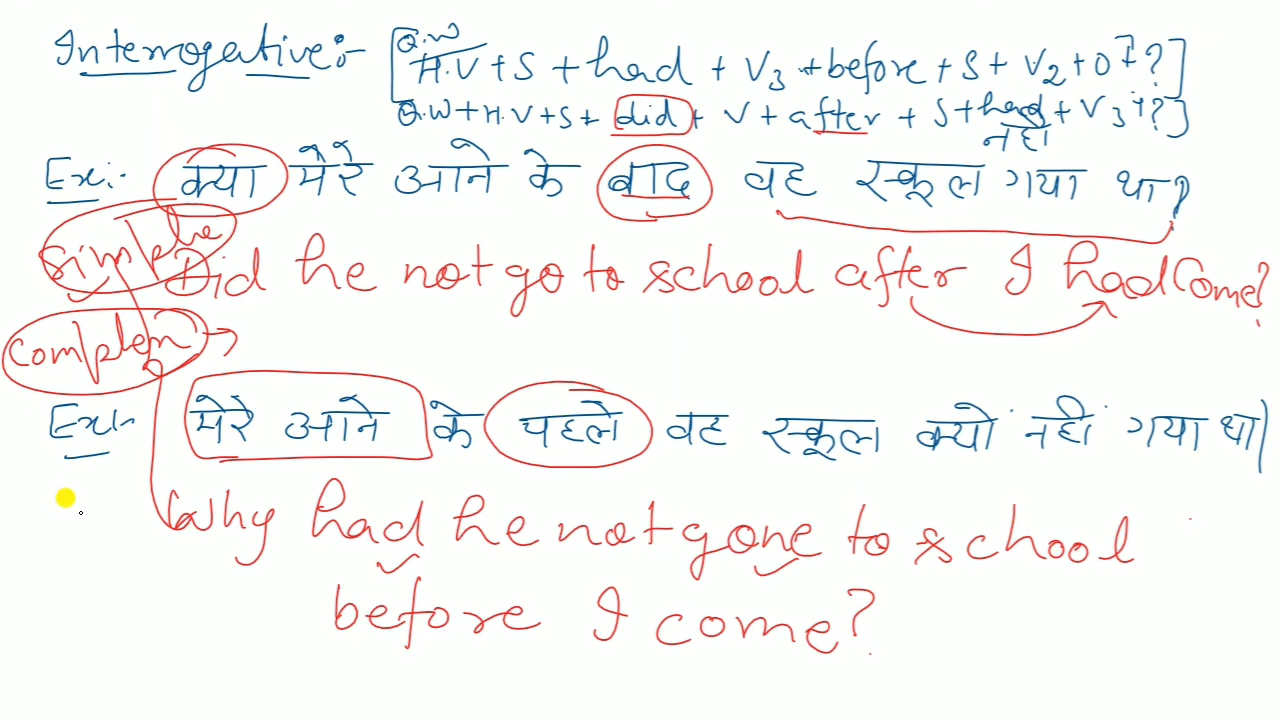 Interrogative:- [Q.W H.V + S + had + V3 + before + S + V2 + O + ?]
Q.W + H.V + S + did + V + after + S + had + V3 + ?]
नहीं
Ex:- क्या मेरे आने के बाद वह स्कूल गया था?
Simple Did he not go to school after I had Come?
Complex →
Ex:- मेरे आने के पहले वह स्कूल क्यों नहीं गया था|
Why had he not gone to school
before I come?